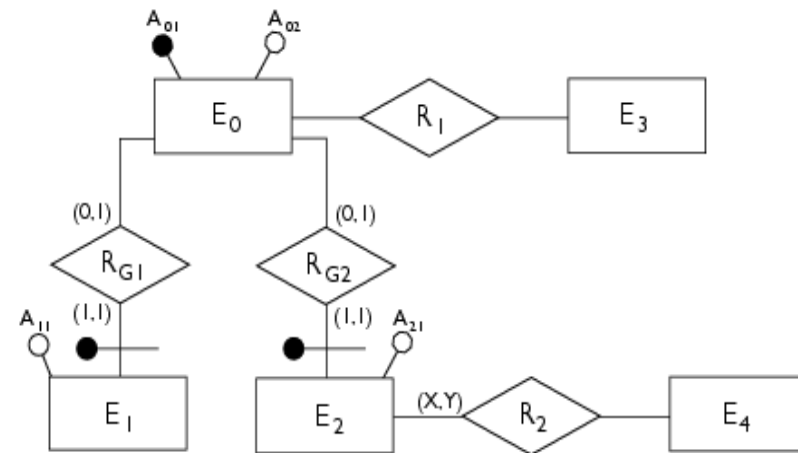 A01 A02
E0 R1 E3
(0,1) (0,1)
RG1 RG2
(1,1) (1,1)
A11 A21
E1 E2 (X,Y) R2 E4